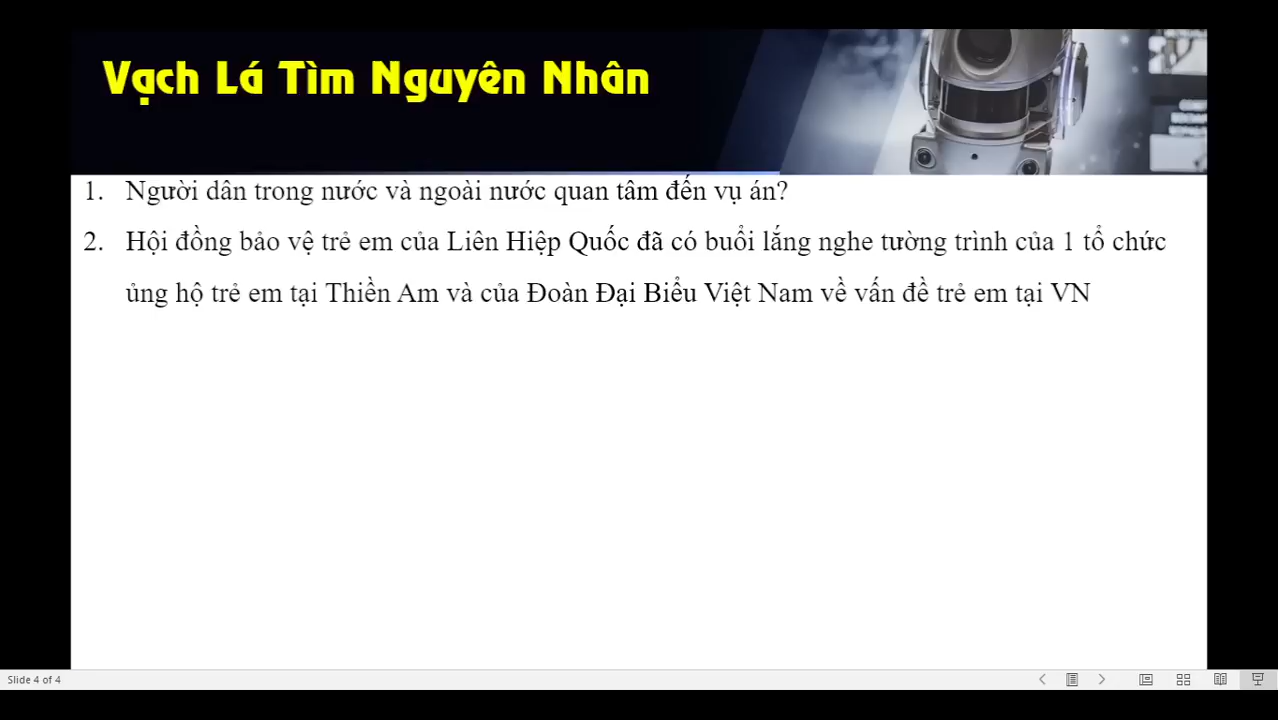 Vạch Lá Tìm Nguyên Nhân
1. Người dân trong nước và ngoài nước quan tâm đến vụ án?
2. Hội đồng bảo vệ trẻ em của Liên Hiệp Quốc đã có buổi lắng nghe tường trình của 1 tổ chức
ủng hộ trẻ em tại Thiền Am và của Đoàn Đại Biểu Việt Nam về vấn đề trẻ em tại VN
Slide 4 of 4